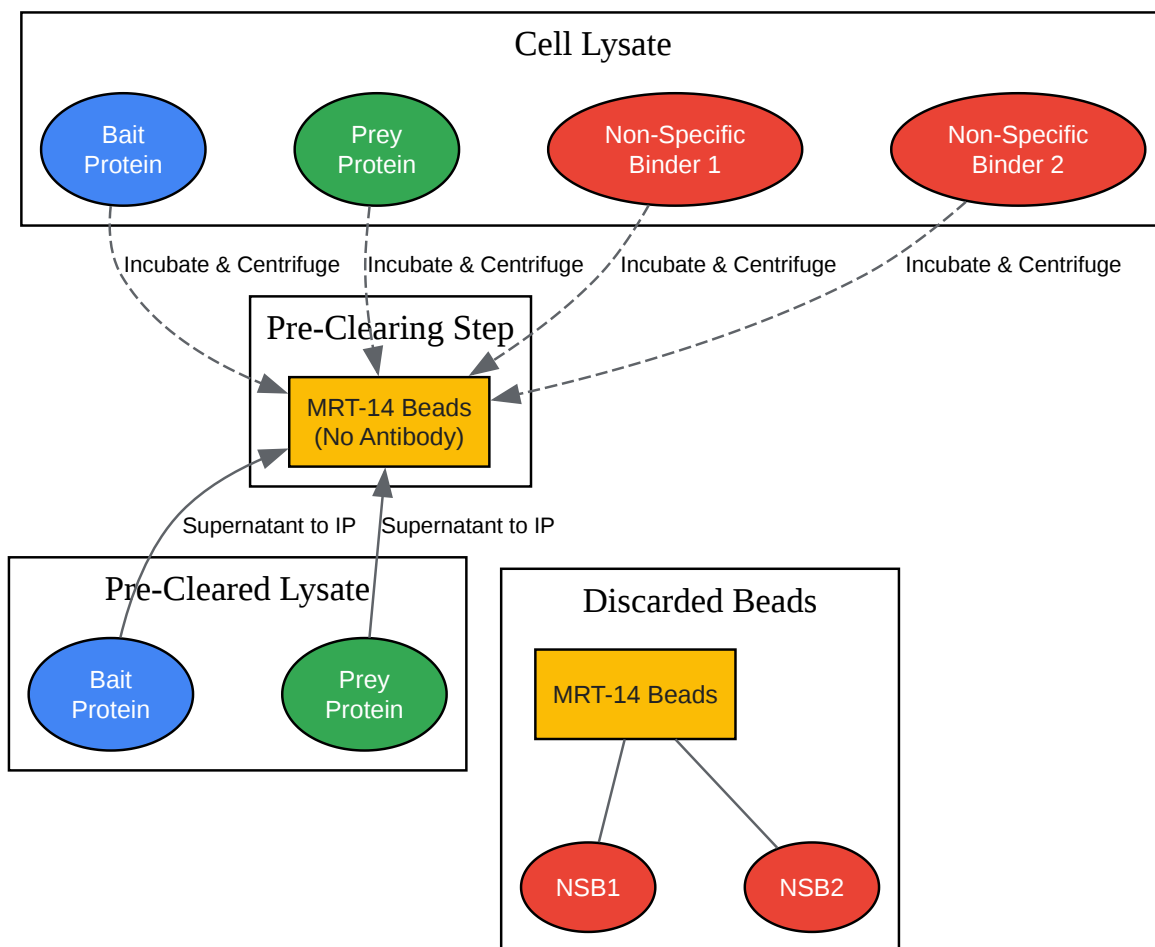 Cell Lysate
Bait
Protein
Prey
Protein
Non-Specific
Binder 1
Non-Specific
Binder 2
Incubate & Centrifuge
Incubate & Centrifuge
Incubate & Centrifuge
Incubate & Centrifuge
Pre-Clearing Step
MRT-14 Beads
(No Antibody)
Supernatant to IP
Supernatant to IP
Pre-Cleared Lysate
Bait
Protein
Prey
Protein
Discarded Beads
MRT-14 Beads
NSB1
NSB2